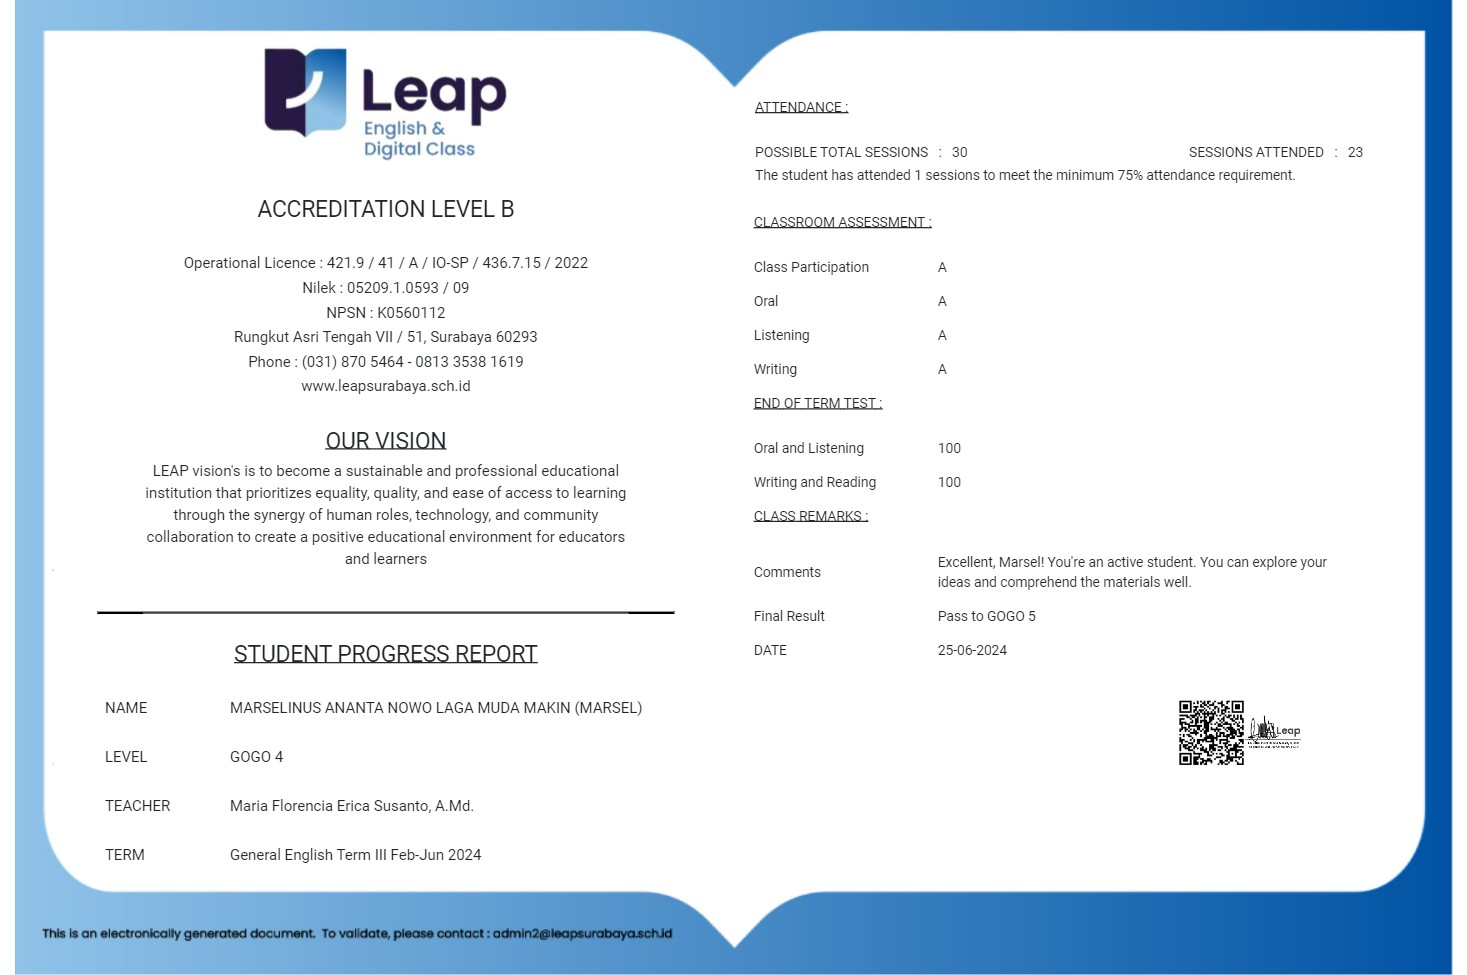 Leap
English &
Digital Class
ACCREDITATION LEVEL B
Operational Licence : 421.9 / 41 / A / IO-SP / 436.7.15 / 2022
Nilek : 05209.1.0593 / 09
NPSN : K0560112
Rungkut Asri Tengah VII / 51, Surabaya 60293
Phone : (031) 870 5464 - 0813 3538 1619
www.leapsurabaya.sch.id
OUR VISION
LEAP vision's is to become a sustainable and professional educational
institution that prioritizes equality, quality, and ease of access to learning
through the synergy of human roles, technology, and community
collaboration to create a positive educational environment for educators
and learners
STUDENT PROGRESS REPORT
NAME MARSELINUS ANANTA NOWO LAGA MUDA MAKIN (MARSEL)
LEVEL GOGO 4
TEACHER Maria Florencia Erica Susanto, A.Md.
TERM General English Term III Feb-Jun 2024
This is an electronically generated document. To validate, please contact : admin2@leapsurabaya.sch.id
ATTENDANCE :
POSSIBLE TOTAL SESSIONS : 30 SESSIONS ATTENDED : 23
The student has attended 1 sessions to meet the minimum 75% attendance requirement.
CLASSROOM ASSESSMENT :
Class Participation A
Oral A
Listening A
Writing A
END OF TERM TEST :
Oral and Listening 100
Writing and Reading 100
CLASS REMARKS :
Comments Excellent, Marsel! You're an active student. You can explore your
ideas and comprehend the materials well.
Final Result Pass to GOGO 5
DATE 25-06-2024
Leap